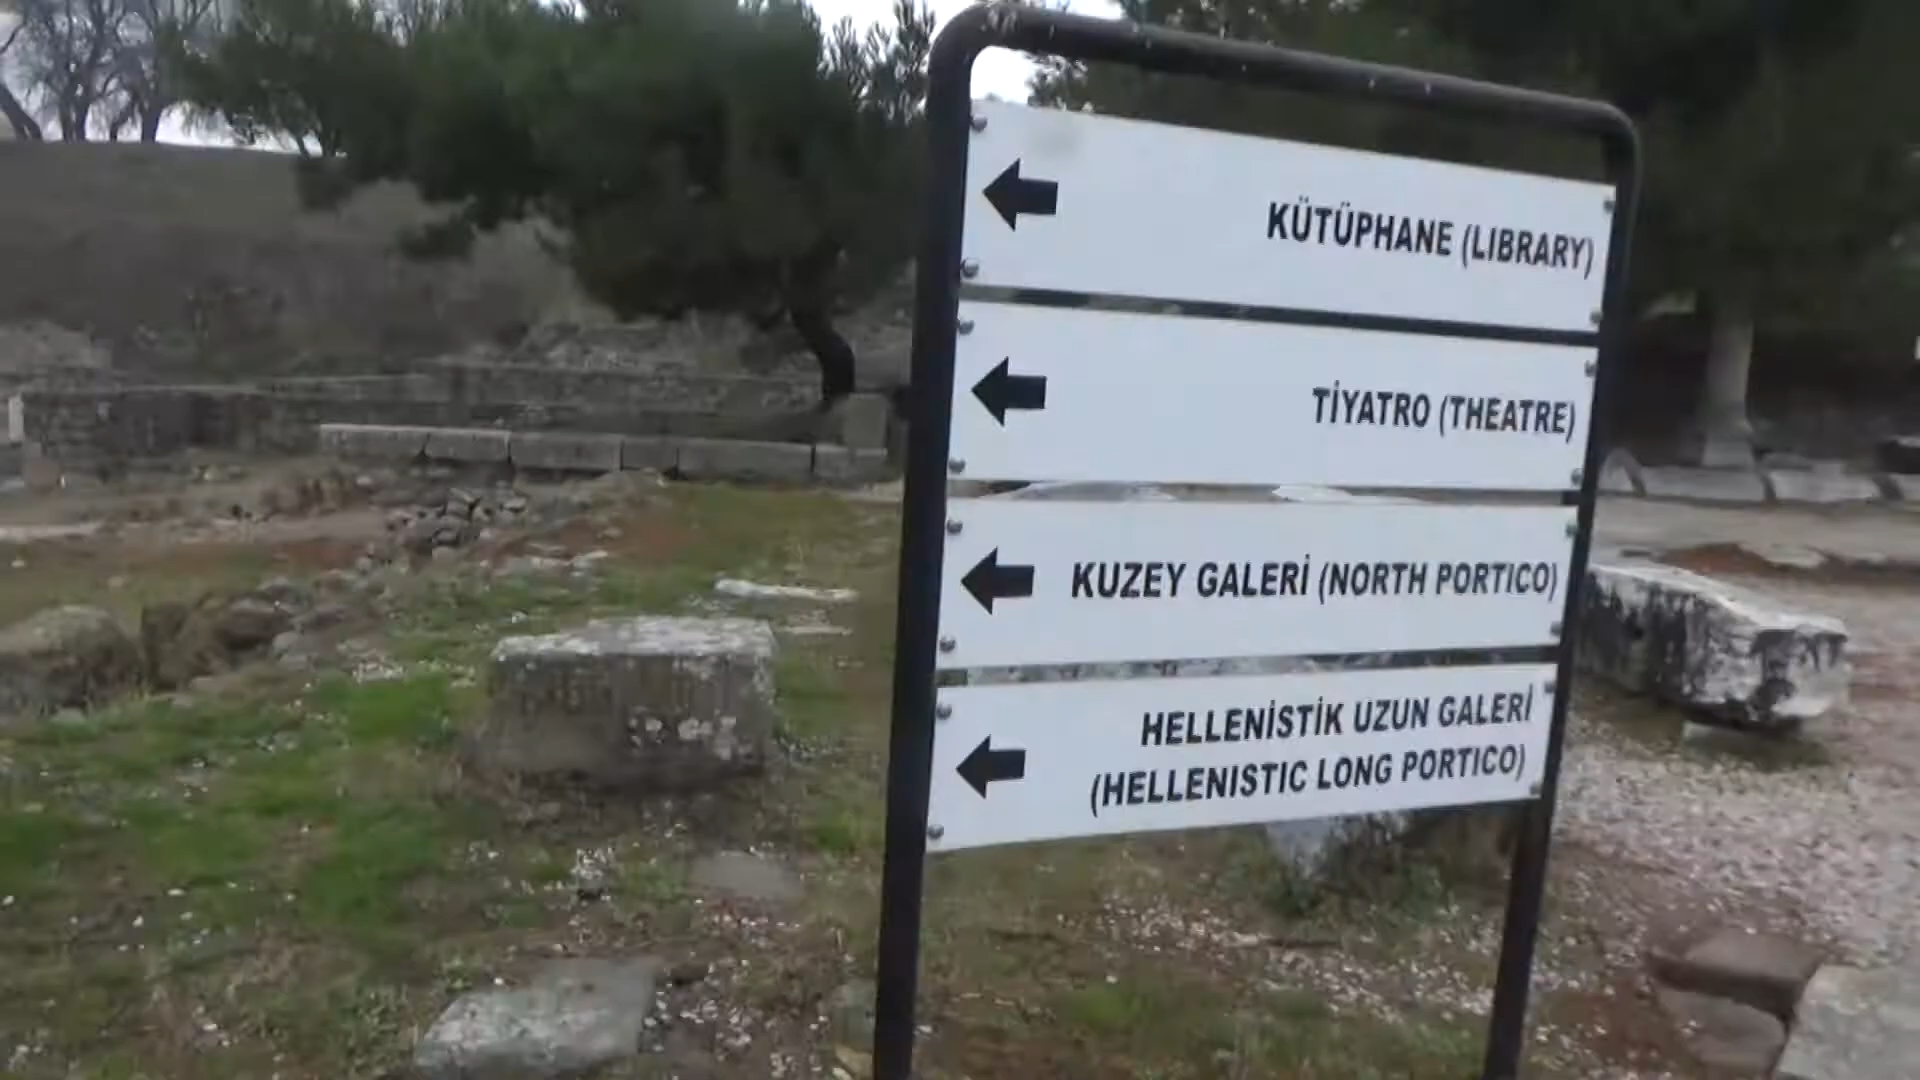 KÜTÜPHANE (LIBRARY)
TİYATRO (THEATRE)
KUZEY GALERİ (NORTH PORTICO)
HELLENİSTİK UZUN GALERİ
(HELLENISTIC LONG PORTICO)